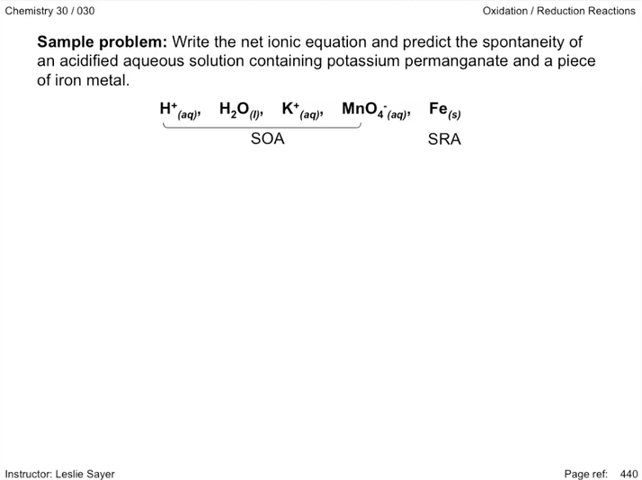 Chemistry 30 / 030 Oxidation / Reduction Reactions
Sample problem: Write the net ionic equation and predict the spontaneity of
an acidified aqueous solution containing potassium permanganate and a piece
of iron metal.
H⁺(aq), H₂O(l), K⁺(aq), MnO₄⁻(aq), Fe(s)
SOA SRA
Instructor: Leslie Sayer Page ref: 440